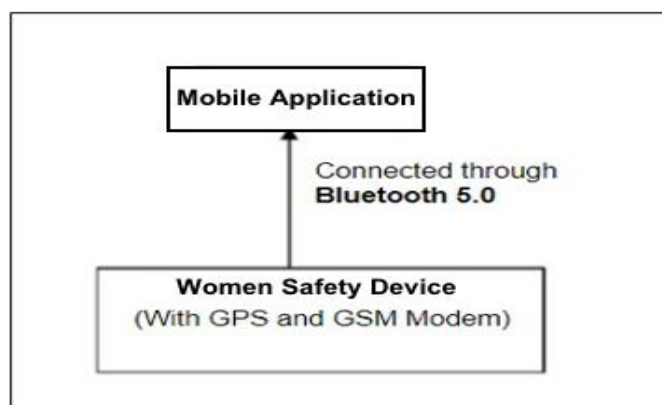 Mobile Application
Connected through
Bluetooth 5.0
Women Safety Device
(With GPS and GSM Modem)